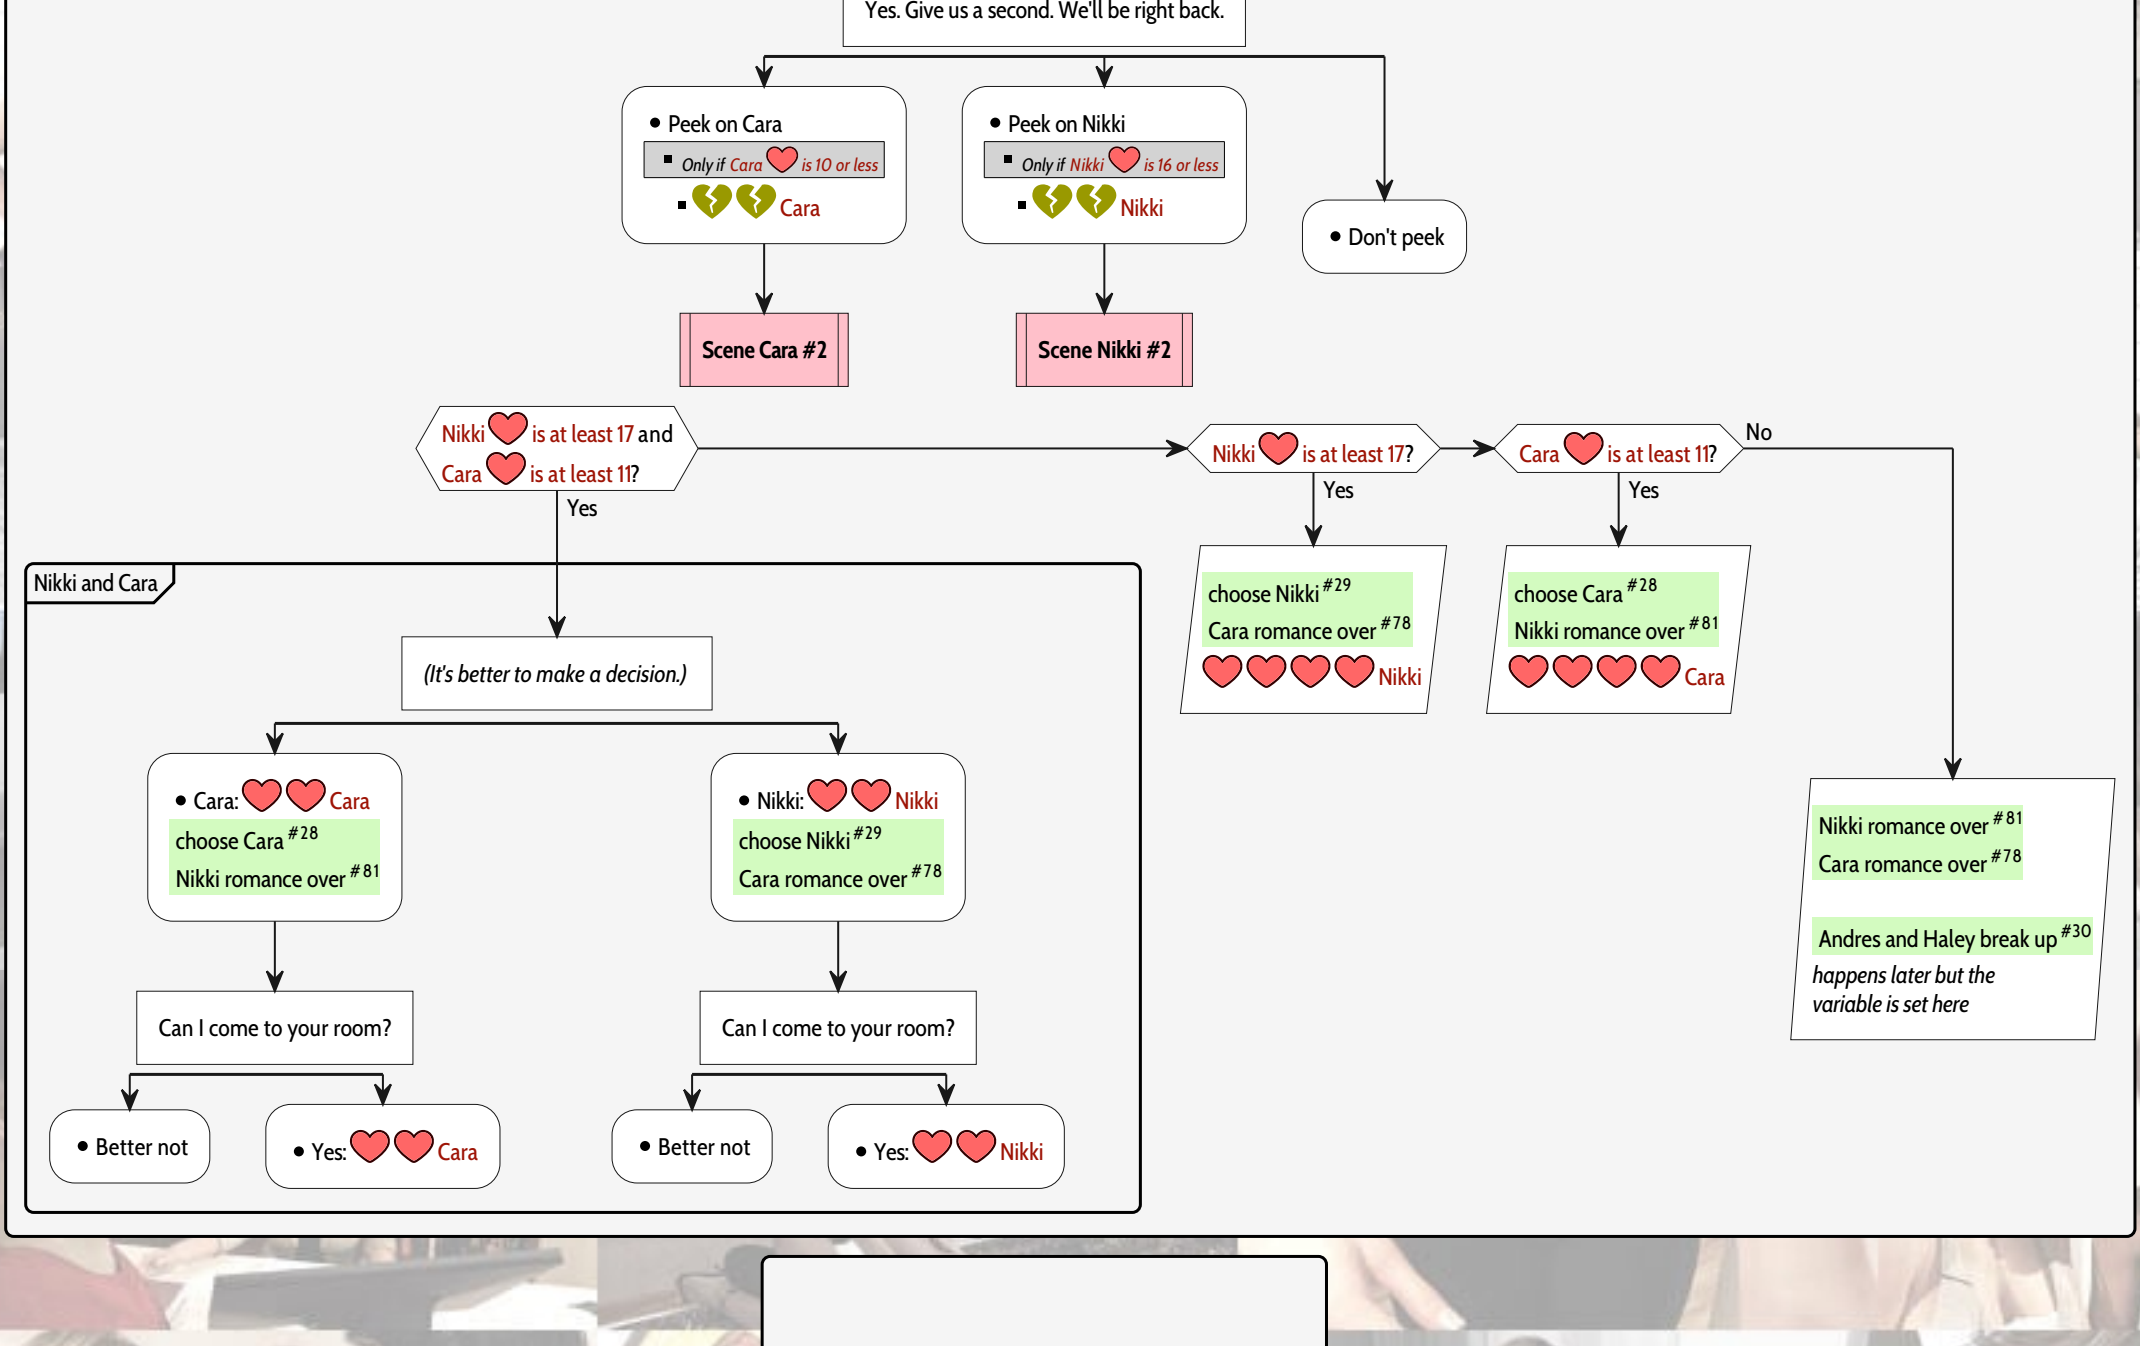 Yes. Give us a second. We'll be right back.
• Peek on Cara
▪ Only if Cara is 10 or less
▪ Cara
• Peek on Nikki
▪ Only if Nikki is 16 or less
▪ Nikki
• Don't peek
Scene Cara #2
Scene Nikki #2
Nikki is at least 17 and
Cara is at least 11?
Yes
Nikki is at least 17?
Yes
Cara is at least 11?
No
Yes
choose Nikki #29
Cara romance over #78
Nikki
choose Cara #28
Nikki romance over #81
Cara
Nikki romance over #81
Cara romance over #78
Andres and Haley break up #30
happens later but the
variable is set here
Nikki and Cara
(It's better to make a decision.)
• Cara: Cara
choose Cara #28
Nikki romance over #81
• Nikki: Nikki
choose Nikki #29
Cara romance over #78
Can I come to your room?
Can I come to your room?
• Better not
• Yes: Cara
• Better not
• Yes: Nikki